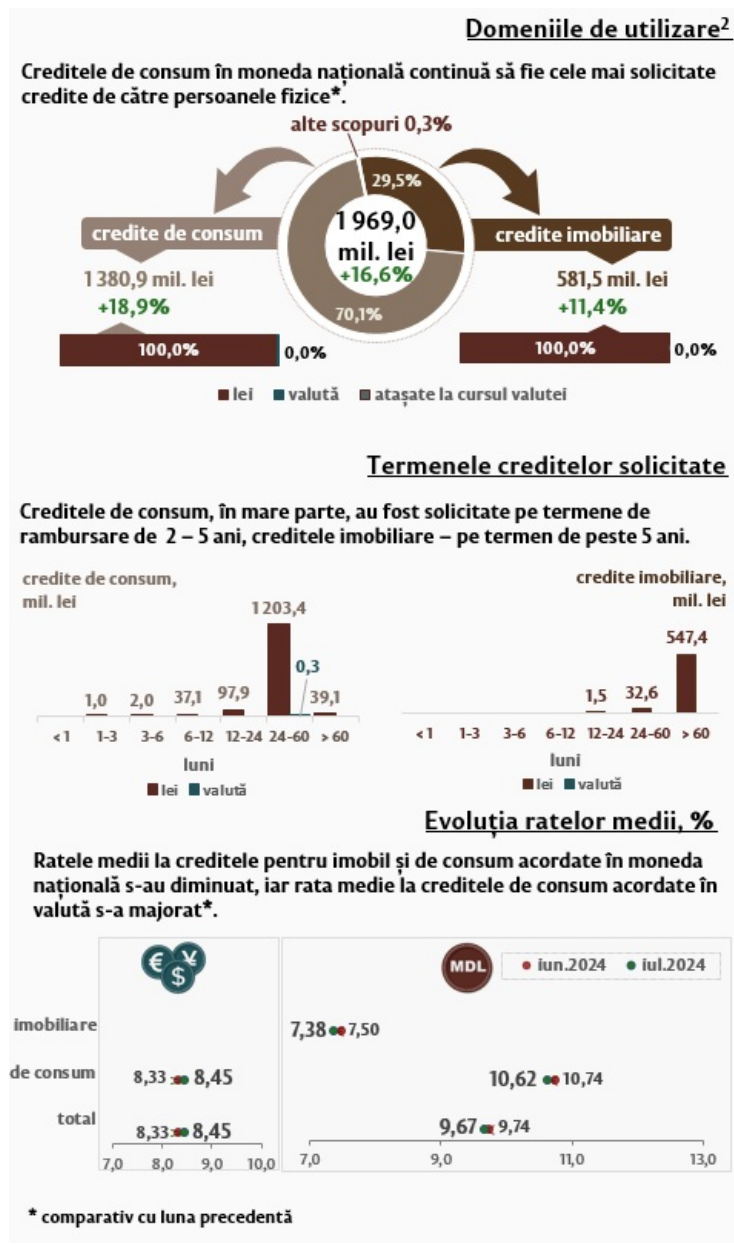 Domeniile de utilizare²
Creditele de consum în moneda națională continuă să fie cele mai solicitate
credite de către persoanele fizice*.
alte scopuri 0,3%
29,5%
1 969,0
mil. lei
+16,6%
70,1%
credite de consum
1 380,9 mil. lei
+18,9%
100,0%
0,0%
credite imobiliare
581,5 mil. lei
+11,4%
100,0%
0,0%
lei valută atașate la cursul valutei
Termenele creditelor solicitate
Creditele de consum, în mare parte, au fost solicitate pe termene de
rambursare de 2 – 5 ani, creditele imobiliare – pe termen de peste 5 ani.
credite de consum,
mil. lei
1 203,4
0,3
1,0 2,0 37,1 97,9 39,1
< 1 1-3 3-6 6-12 12-24 24-60 > 60
luni
lei valută
credite imobiliare,
mil. lei
547,4
1,5 32,6
< 1 1-3 3-6 6-12 12-24 24-60 > 60
luni
lei valută
Evoluția ratelor medii, %
Ratele medii la creditele pentru imobil și de consum acordate în moneda
națională s-au diminuat, iar rata medie la creditele de consum acordate în
valută s-a majorat*.
€ ¥ $
MDL
iun.2024 iul.2024
imobiliare
7,38 7,50
de consum
8,33 8,45
10,62 10,74
total
8,33 8,45
9,67 9,74
7,0 8,0 9,0 10,0
7,0 9,0 11,0 13,0
* comparativ cu luna precedentă